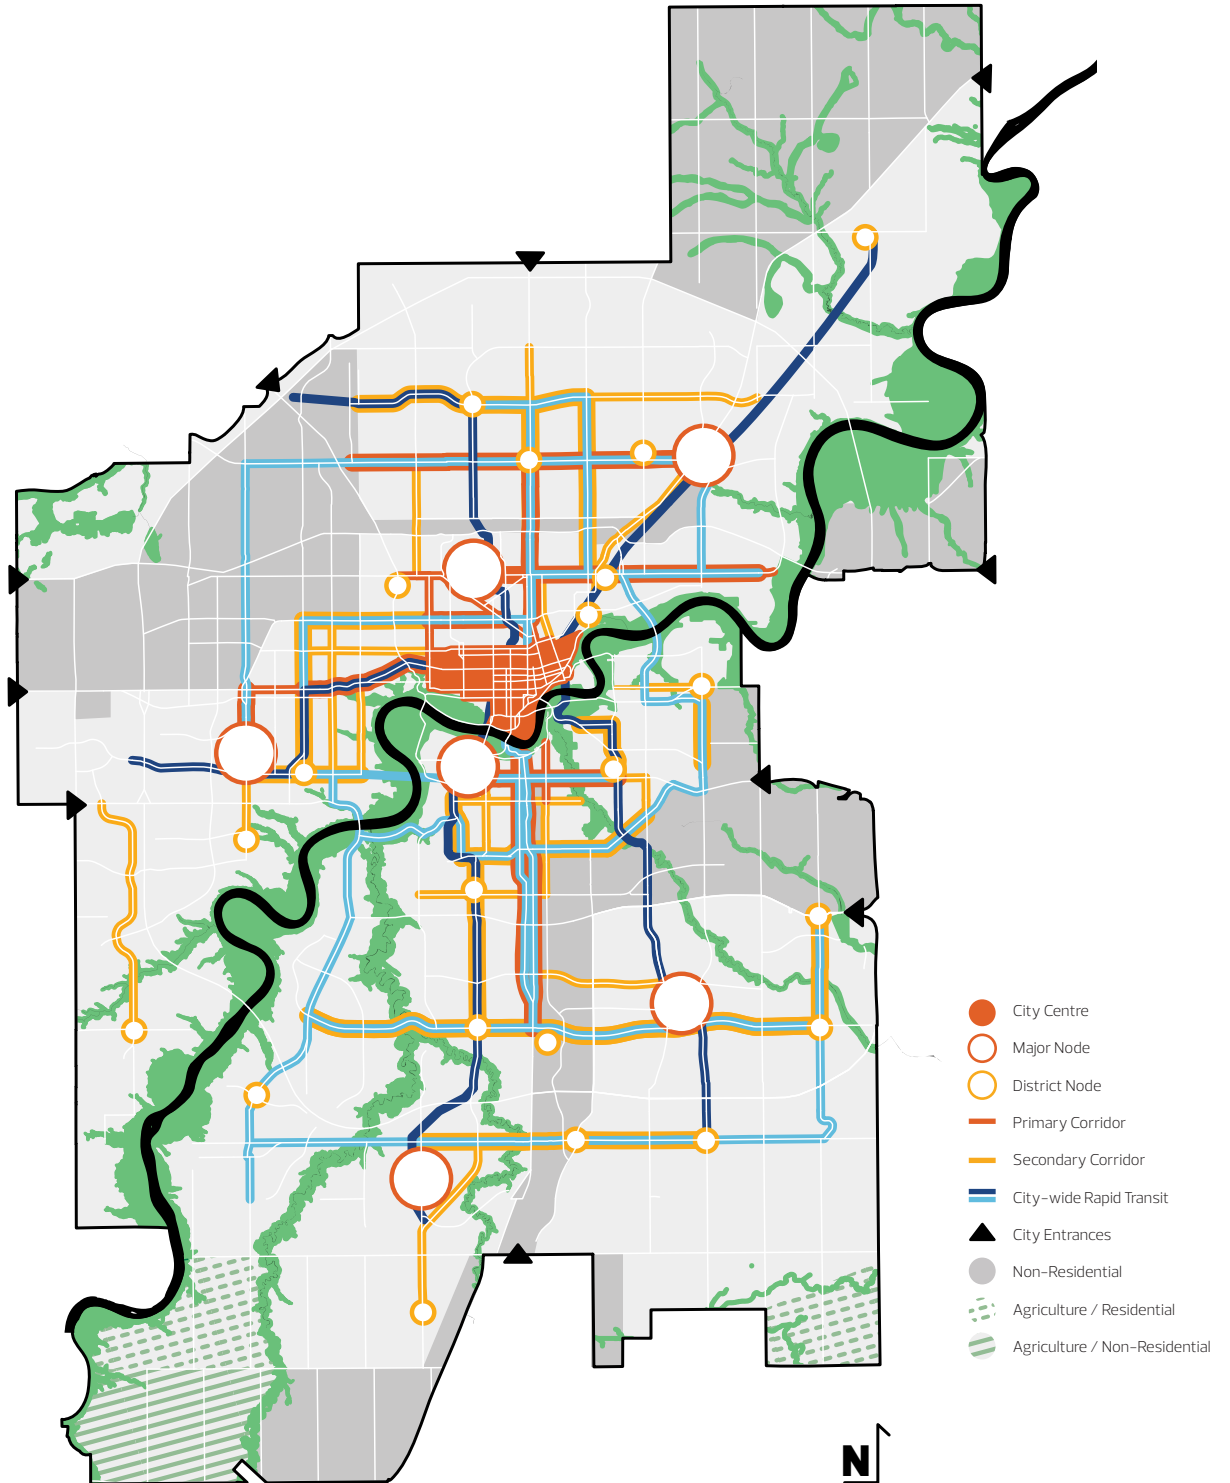 City Centre
Major Node
District Node
Primary Corridor
Secondary Corridor
City-wide Rapid Transit
City Entrances
Non-Residential
Agriculture / Residential
Agriculture / Non-Residential
N